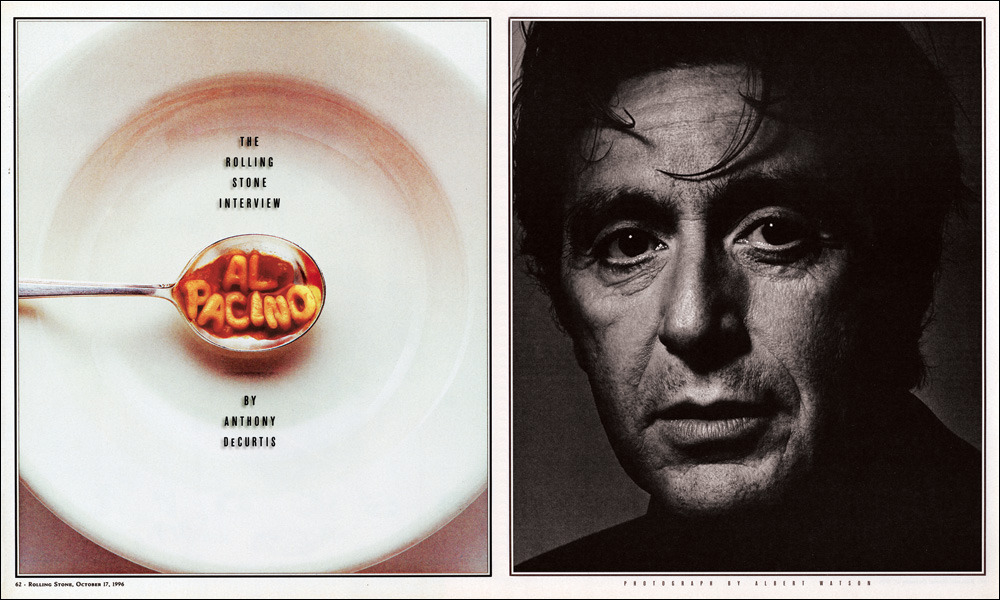 THE
ROLLING
STONE
INTERVIEW
AL
PACINO
BY
ANTHONY
DeCURTIS
62 - ROLLING STONE, OCTOBER 17, 1996
PHOTOGRAPH BY ALBERT WATSON